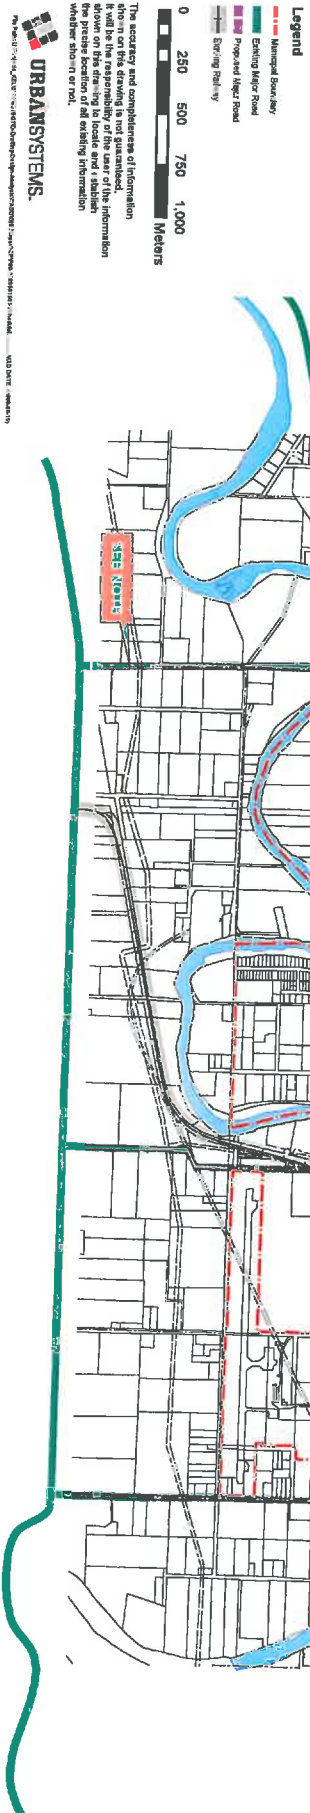 Legend
Municipal Boundary
Existing Major Road
Proposed Major Road
Existing Railway
0 250 500 750 1,000
Meters
The accuracy and completeness of information
shown on this drawing is not guaranteed.
It will be the responsibility of the user of the information
shown on this drawing to locate and establish
the precise location of all existing information
whether shown or not.
URBANSYSTEMS.
SEE NOTE